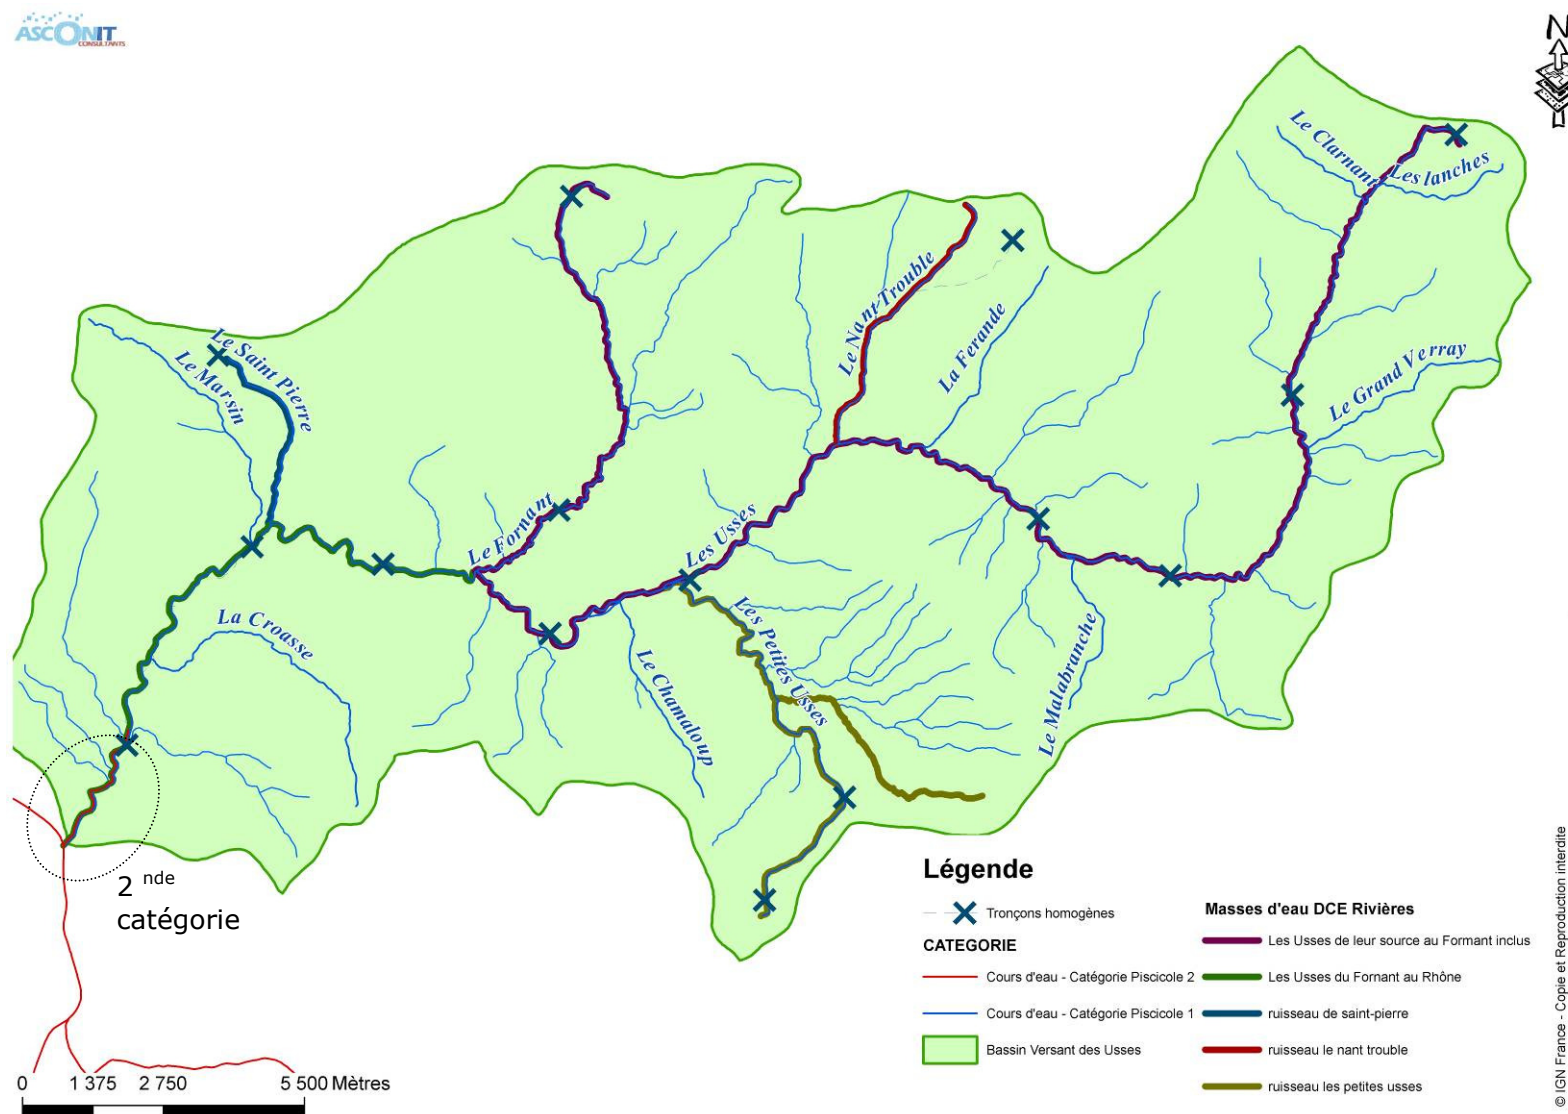 ASCONIT
CONSULTANTS
N
Le Clarnant
Les lanches
Le Nant-Trouble
La Ferande
Le Grand Verray
Le Saint Pierre
Le Marsin
Le Fornant
Les Usses
La Croasse
Les Petites Usses
Le Chamaloup
Le Malabranche
2 nde
catégorie
0 1 375 2 750 5 500 Mètres
Légende
Tronçons homogènes
CATEGORIE
Cours d'eau - Catégorie Piscicole 2
Cours d'eau - Catégorie Piscicole 1
Bassin Versant des Usses
Masses d'eau DCE Rivières
Les Usses de leur source au Formant inclus
Les Usses du Fornant au Rhône
ruisseau de saint-pierre
ruisseau le nant trouble
ruisseau les petites usses
© IGN France - Copie et Reproduction interdite